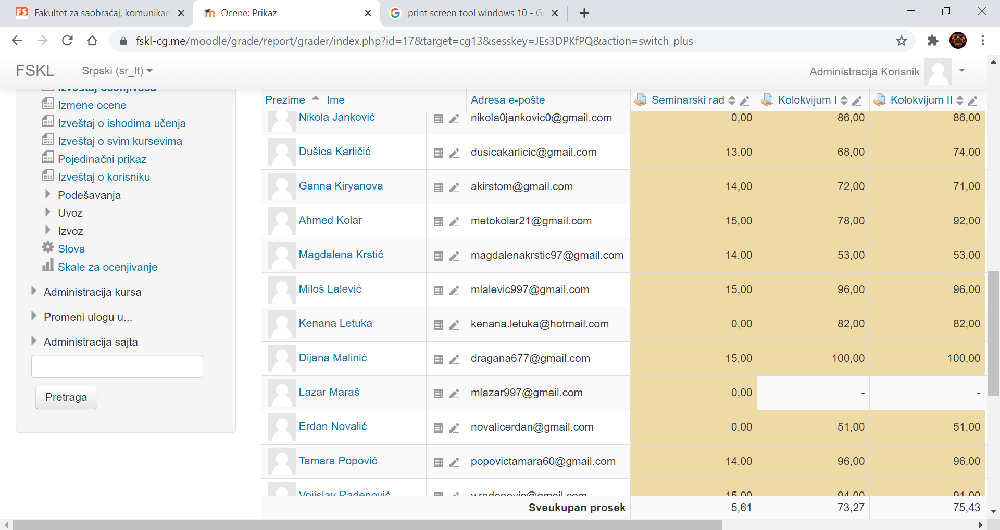 Fakultet za saobraćaj, komunikaci
Ocene: Prikaz
print screen tool windows 10 - Go
fskl-cg.me/moodle/grade/report/grader/index.php?id=17&target=cg13&sesskey=JEs3DPKfPQ&action=switch_plus
FSKL
Srpski (sr_lt)
Administracija Korisnik
Izveštaj ocenjivača
Izmene ocene
Izveštaj o ishodima učenja
Izveštaj o svim kursevima
Pojedinačni prikaz
Izveštaj o korisniku
Podešavanja
Uvoz
Izvoz
Slova
Skale za ocenjivanje
Administracija kursa
Promeni ulogu u...
Administracija sajta
Pretraga
Prezime Ime Adresa e-pošte Seminarski rad Kolokvijum I Kolokvijum II
Nikola Janković nikola0jankovic0@gmail.com 0,00 86,00 86,00
Dušica Karličić dusicakarlicic@gmail.com 13,00 68,00 74,00
Ganna Kiryanova akirstom@gmail.com 14,00 72,00 71,00
Ahmed Kolar metokolar21@gmail.com 15,00 78,00 92,00
Magdalena Krstić magdalenakrstic97@gmail.com 14,00 53,00 53,00
Miloš Lalević mlalevic997@gmail.com 15,00 96,00 96,00
Kenana Letuka kenana.letuka@hotmail.com 0,00 82,00 82,00
Dijana Malinić dragana677@gmail.com 15,00 100,00 100,00
Lazar Maraš mlazar997@gmail.com 0,00 - -
Erdan Novalić novalicerdan@gmail.com 0,00 51,00 51,00
Tamara Popović popovictamara60@gmail.com 14,00 96,00 96,00
Vojislav Radenović v.radenovic@gmail.com 15,00 94,00 91,00
Sveukupan prosek 5,61 73,27 75,43